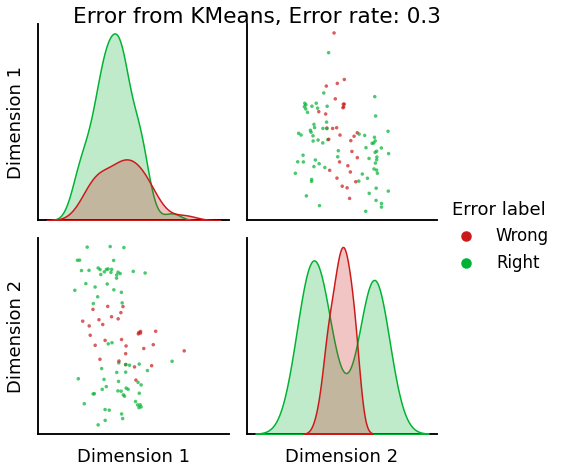 Error from KMeans, Error rate: 0.3
Dimension 1
Error label
Wrong
Right
Dimension 2
Dimension 1
Dimension 2